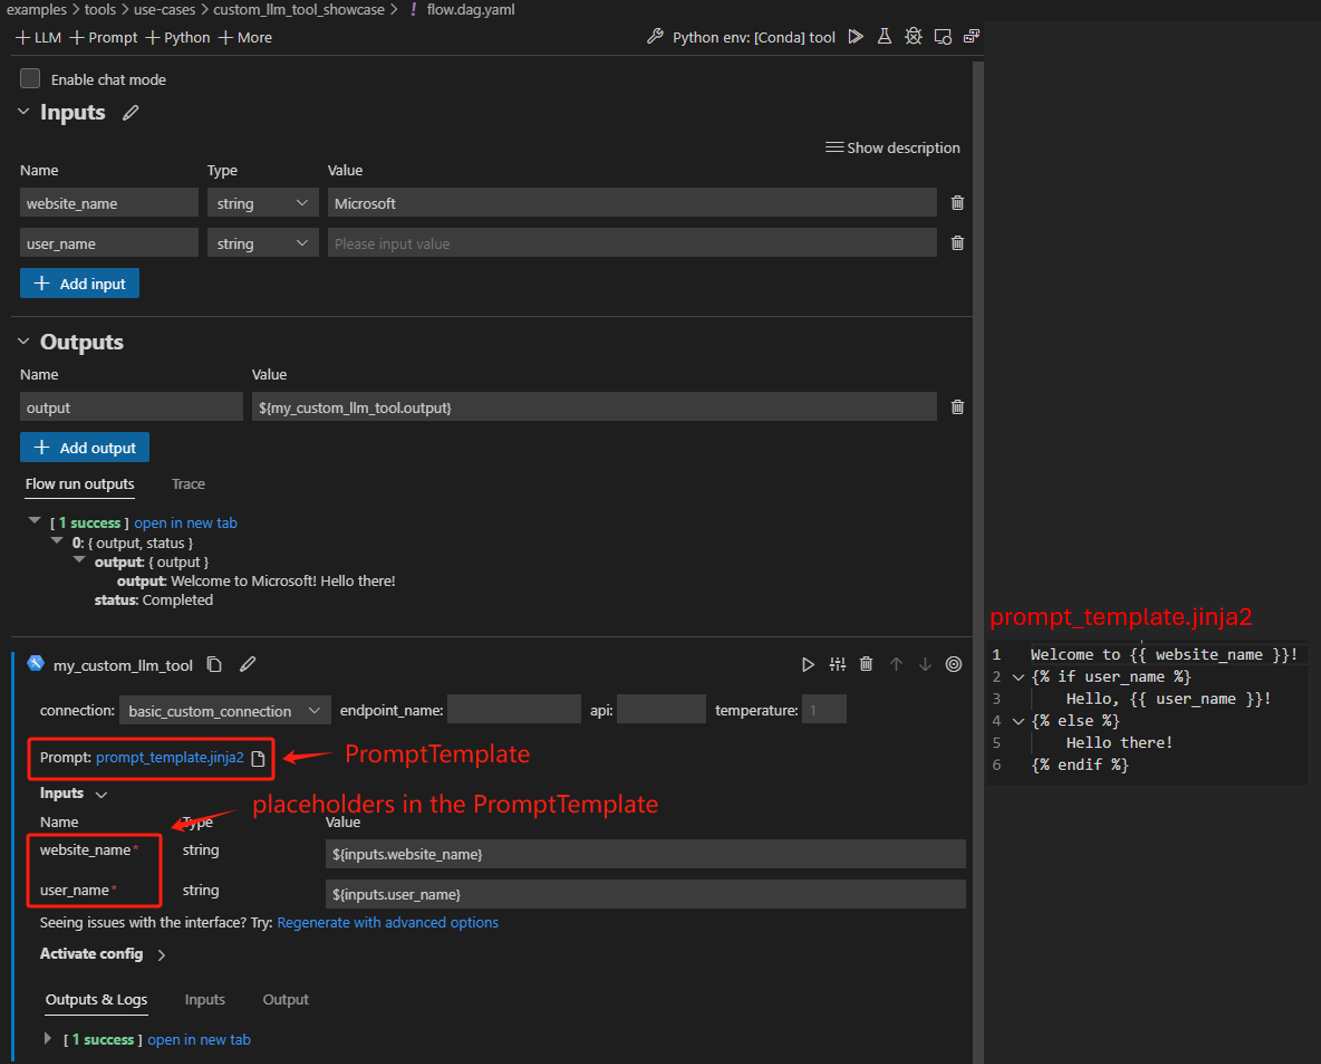 examples > tools > use-cases > custom_llm_tool_showcase > ! flow.dag.yaml
LLM Prompt Python More Python env: [Conda] tool
Enable chat mode
Inputs
Show description
Name Type Value
website_name string Microsoft
user_name string Please input value
Add input
Outputs
Name Value
output ${my_custom_llm_tool.output}
Add output
Flow run outputs Trace
[ 1 success ] open in new tab
0: { output, status }
output: { output }
output: Welcome to Microsoft! Hello there!
status: Completed
my_custom_llm_tool
connection: basic_custom_connection endpoint_name: api: temperature: 1
Prompt: prompt_template.jinja2 PromptTemplate
Inputs
placeholders in the PromptTemplate
Name Type Value
website_name* string ${inputs.website_name}
user_name* string ${inputs.user_name}
Seeing issues with the interface? Try: Regenerate with advanced options
Activate config
Outputs & Logs Inputs Output
[ 1 success ] open in new tab
prompt_template.jinja2
1 Welcome to {{ website_name }}!
2 {% if user_name %}
3 Hello, {{ user_name }}!
4 {% else %}
5 Hello there!
6 {% endif %}